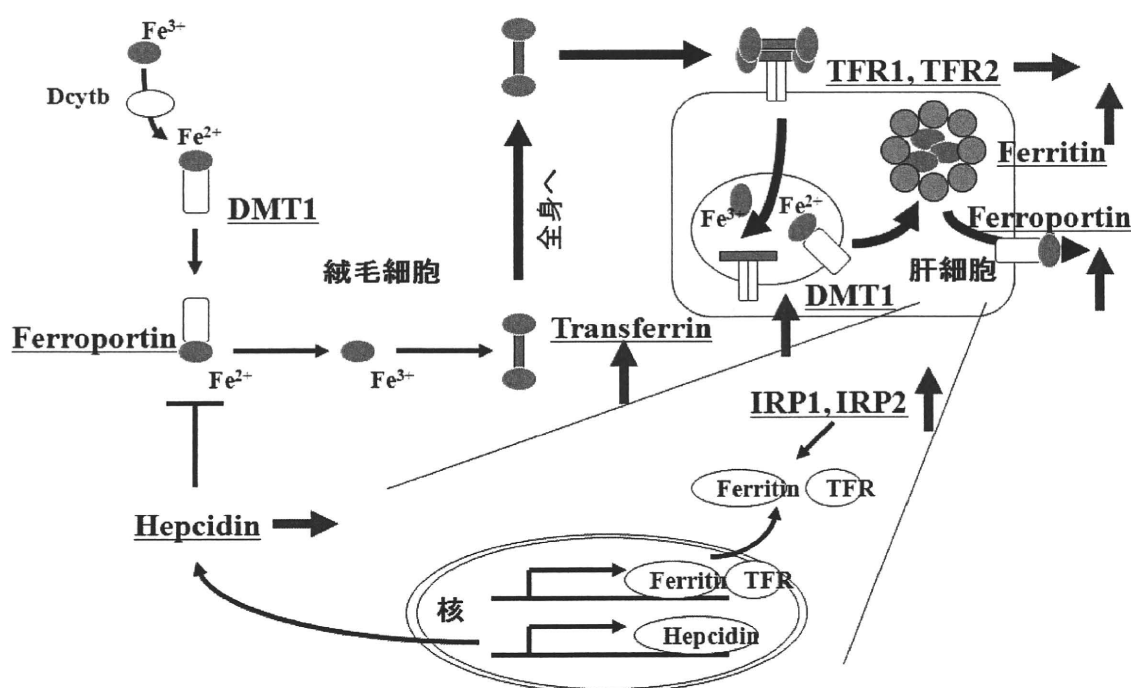 Fe3+
Dcytb
Fe2+
DMT1
絨毛細胞
Ferroportin
Fe2+
Fe3+
Transferrin
全身へ
TFR1, TFR2
Ferritin
Ferroportin
Fe3+
Fe2+
肝細胞
DMT1
IRP1, IRP2
Ferritin
TFR
Hepcidin
核
Ferritin
TFR
Hepcidin